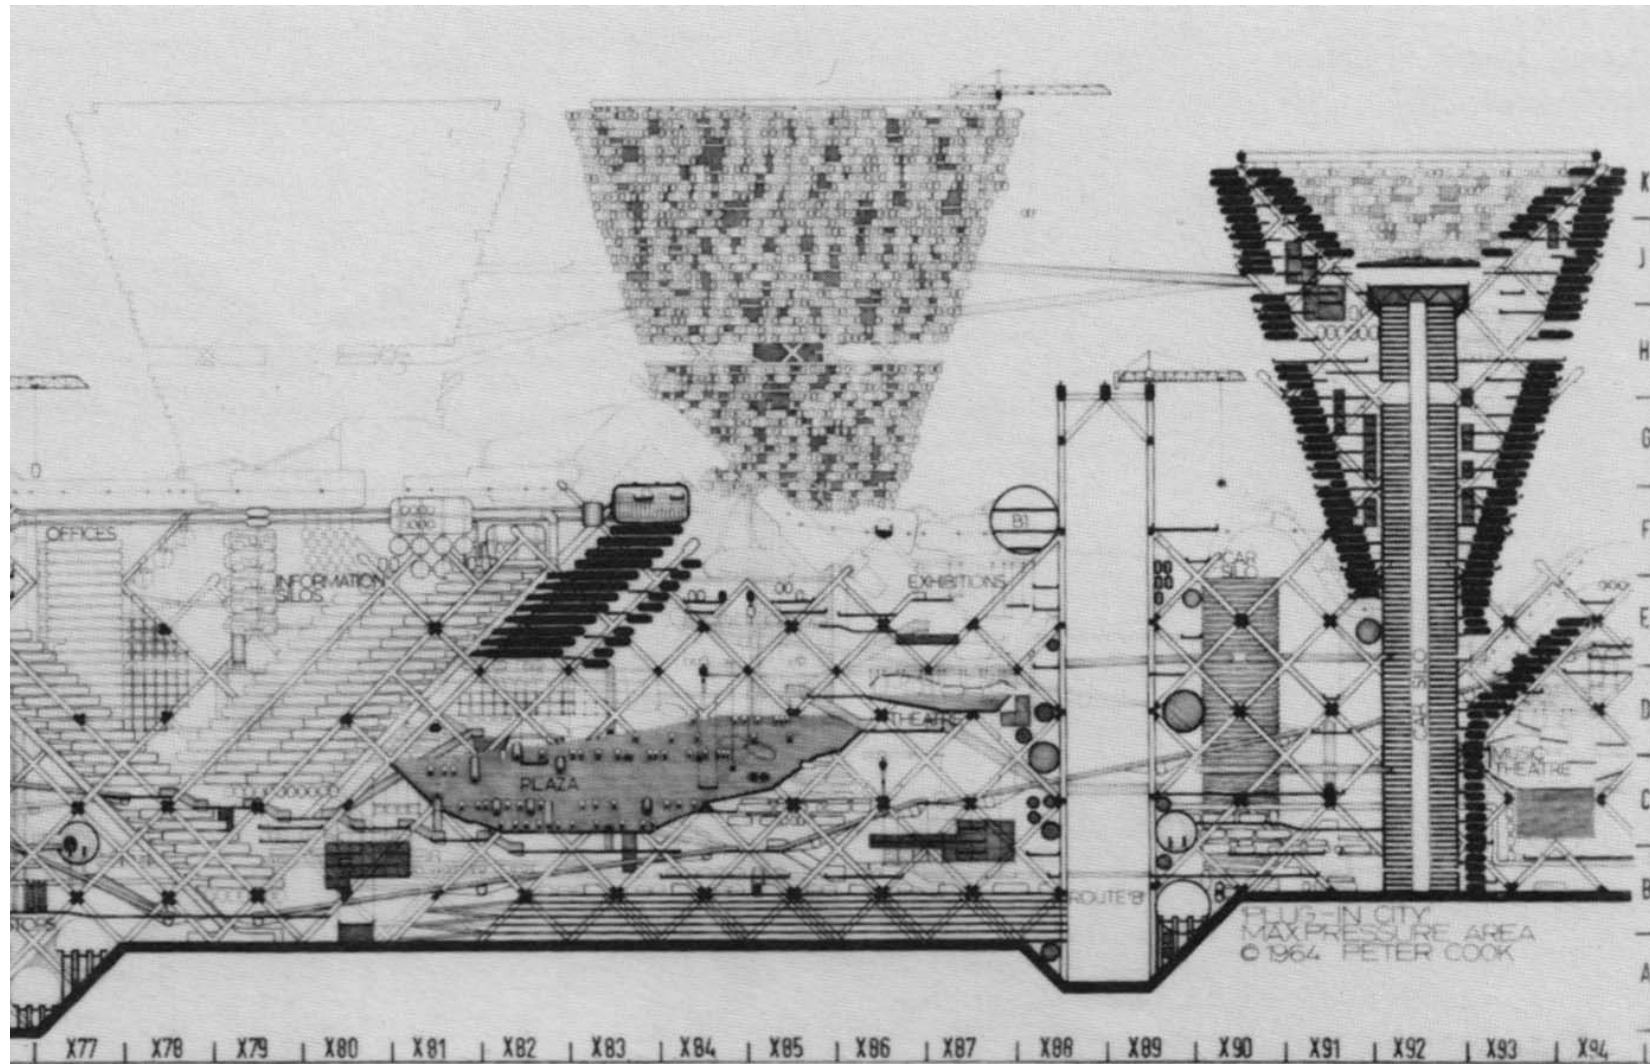 K
J
H
G
F
E
D
C
B
A
OFFICES
INFORMATION
SILOS
EXHIBITIONS
B1
CAR
SILO
THEATRE
PLAZA
CAR SILO
MUSIC
THEATRE
ROUTE 'B'
'PLUG-IN CITY'
MAX PRESSURE AREA
© 1964 PETER COOK
X77 X78 X79 X80 X81 X82 X83 X84 X85 X86 X87 X88 X89 X90 X91 X92 X93 X94